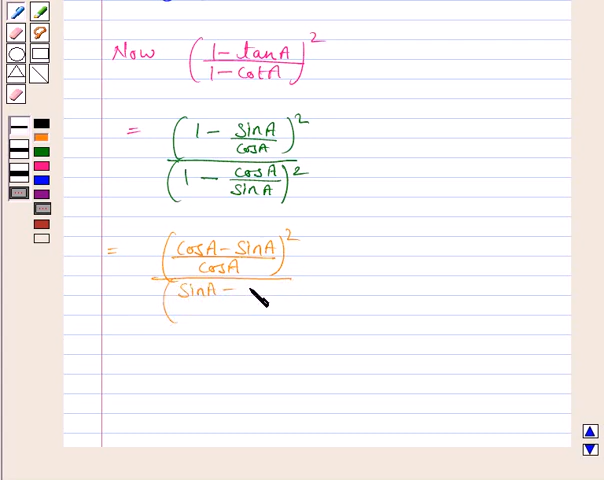 Now (1 - tanA / 1 - cotA)^2
= (1 - sinA/cosA)^2
(1 - cosA/sinA)^2
= (cosA - sinA / cosA)^2
(sinA -